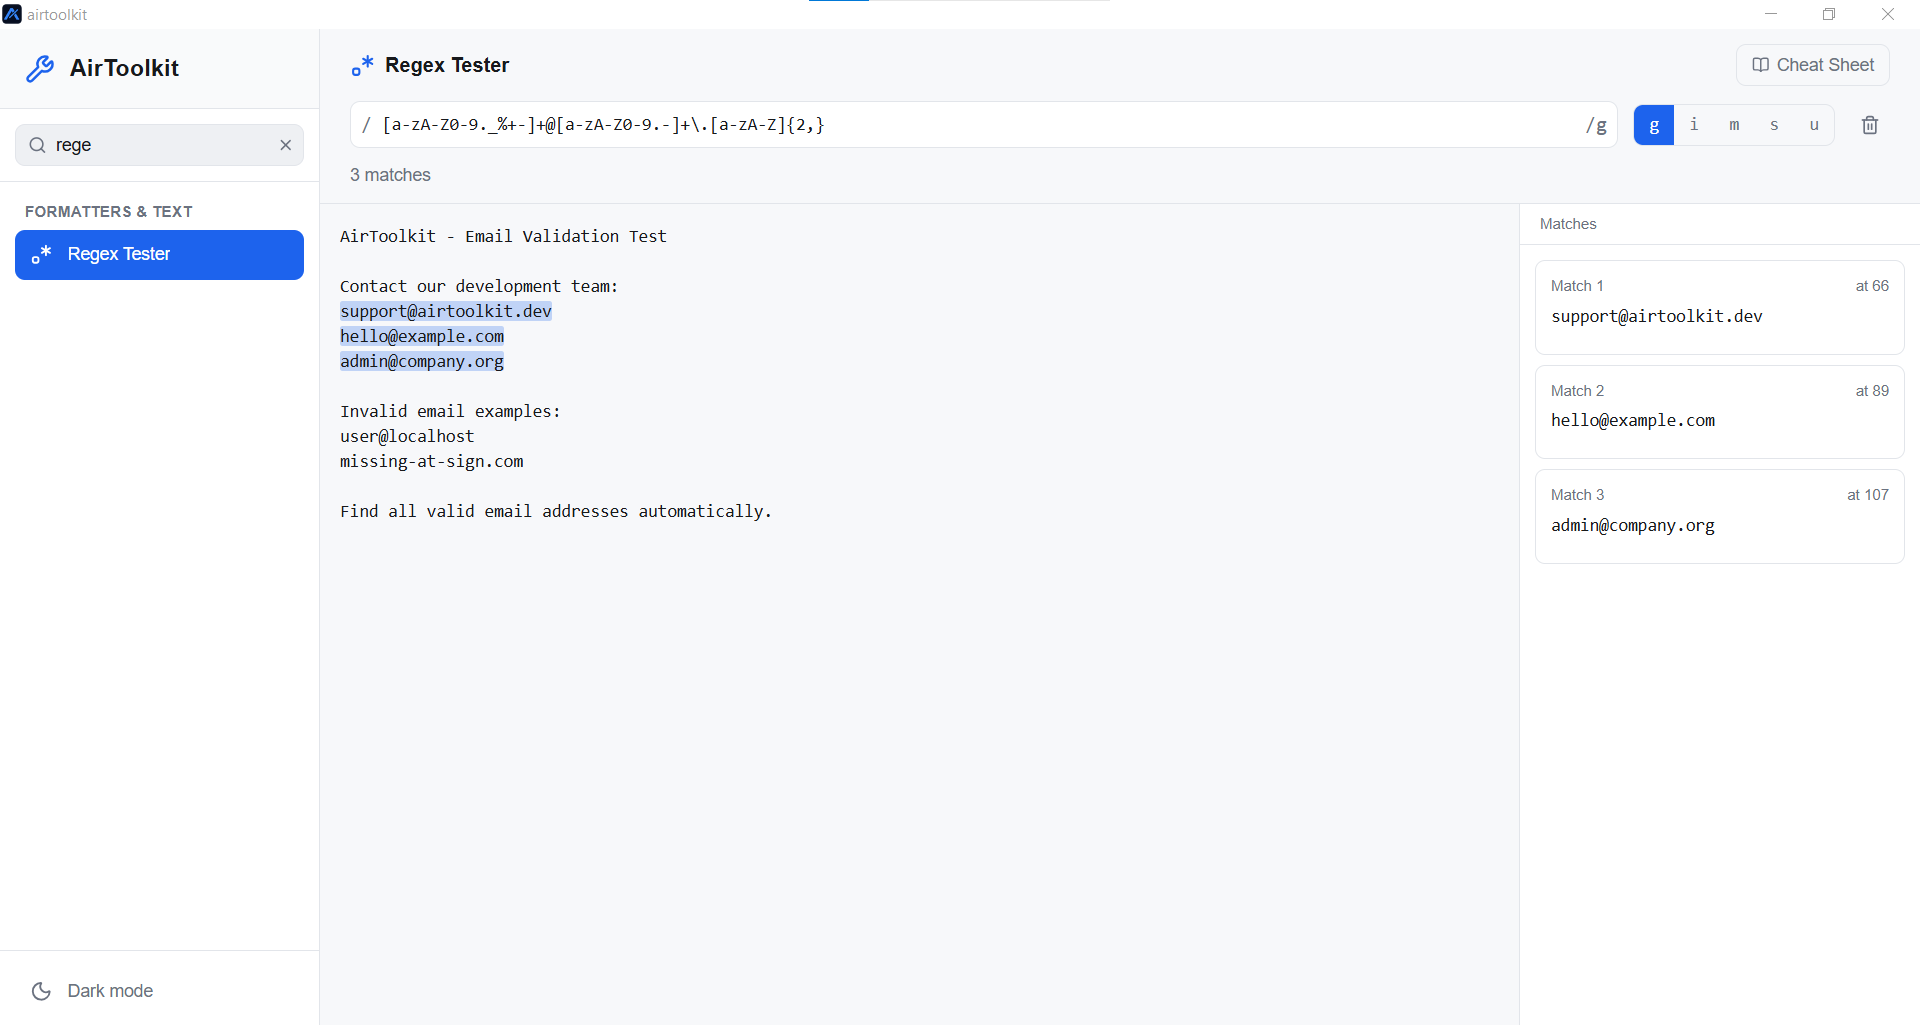 airtoolkit
AirToolkit
rege
FORMATTERS & TEXT
Regex Tester
Dark mode
Regex Tester
Cheat Sheet
/ [a-zA-Z0-9._%+-]+@[a-zA-Z0-9.-]+\.[a-zA-Z]{2,} /g
g i m s u
3 matches
AirToolkit - Email Validation Test
Contact our development team:
support@airtoolkit.dev
hello@example.com
admin@company.org
Invalid email examples:
user@localhost
missing-at-sign.com
Find all valid email addresses automatically.
Matches
Match 1 at 66
support@airtoolkit.dev
Match 2 at 89
hello@example.com
Match 3 at 107
admin@company.org